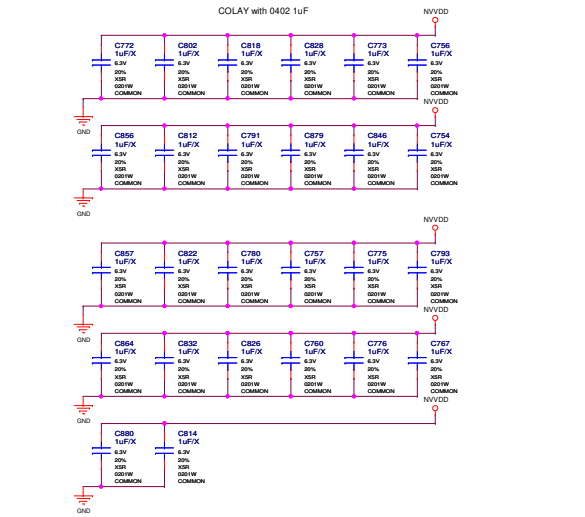 COLAY with 0402 1uF
NVVDD
C772 C802 C818 C828 C773 C756
1uF/X 1uF/X 1uF/X 1uF/X 1uF/X 1uF/X
6.3V 6.3V 6.3V 6.3V 6.3V 6.3V
20% 20% 20% 20% 20% 20%
X5R X5R X5R X5R X5R X5R
0201W 0201W 0201W 0201W 0201W 0201W
COMMON COMMON COMMON COMMON COMMON COMMON
NVVDD
GND
C856 C812 C791 C879 C846 C754
1uF/X 1uF/X 1uF/X 1uF/X 1uF/X 1uF/X
6.3V 6.3V 6.3V 6.3V 6.3V 6.3V
20% 20% 20% 20% 20% 20%
X5R X5R X5R X5R X5R X5R
0201W 0201W 0201W 0201W 0201W 0201W
COMMON COMMON COMMON COMMON COMMON COMMON
GND
NVVDD
C857 C822 C780 C757 C775 C793
1uF/X 1uF/X 1uF/X 1uF/X 1uF/X 1uF/X
6.3V 6.3V 6.3V 6.3V 6.3V 6.3V
20% 20% 20% 20% 20% 20%
X5R X5R X5R X5R X5R X5R
0201W 0201W 0201W 0201W 0201W 0201W
COMMON COMMON COMMON COMMON COMMON COMMON
NVVDD
GND
C864 C832 C826 C760 C776 C767
1uF/X 1uF/X 1uF/X 1uF/X 1uF/X 1uF/X
6.3V 6.3V 6.3V 6.3V 6.3V 6.3V
20% 20% 20% 20% 20% 20%
X5R X5R X5R X5R X5R X5R
0201W 0201W 0201W 0201W 0201W 0201W
COMMON COMMON COMMON COMMON COMMON COMMON
NVVDD
GND
C880 C814
1uF/X 1uF/X
6.3V 6.3V
20% 20%
X5R X5R
0201W 0201W
COMMON COMMON
GND